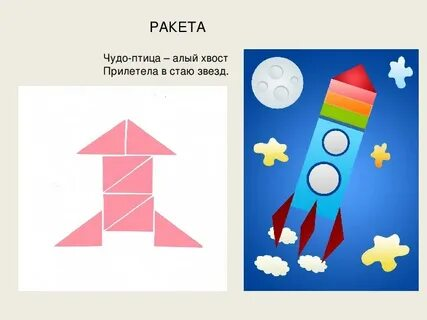 РАКЕТА
Чудо-птица – алый хвост
Прилетела в стаю звезд.